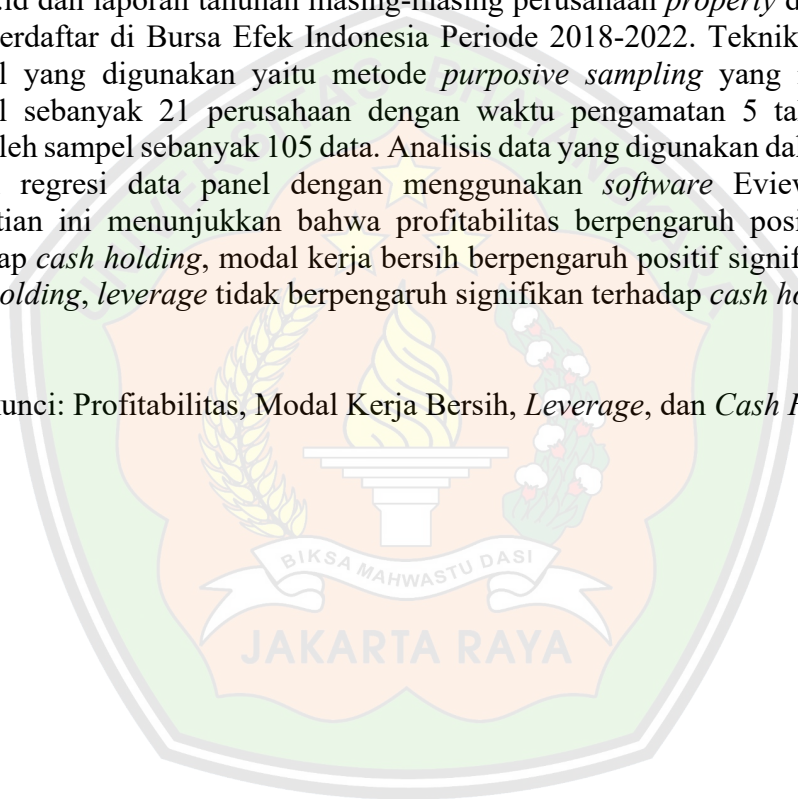 .id dan laporan tahunan masing-masing perusahaan property d
erdaftar di Bursa Efek Indonesia Periode 2018-2022. Teknik
l yang digunakan yaitu metode purposive sampling yang
l sebanyak 21 perusahaan dengan waktu pengamatan 5 ta
leh sampel sebanyak 105 data. Analisis data yang digunakan dal
regresi data panel dengan menggunakan software Eview
tian ini menunjukkan bahwa profitabilitas berpengaruh posi
ap cash holding, modal kerja bersih berpengaruh positif signif
olding, leverage tidak berpengaruh signifikan terhadap cash ho
unci: Profitabilitas, Modal Kerja Bersih, Leverage, dan Cash H
BIKSA MAHWASTU DASI
JAKARTA RAYA